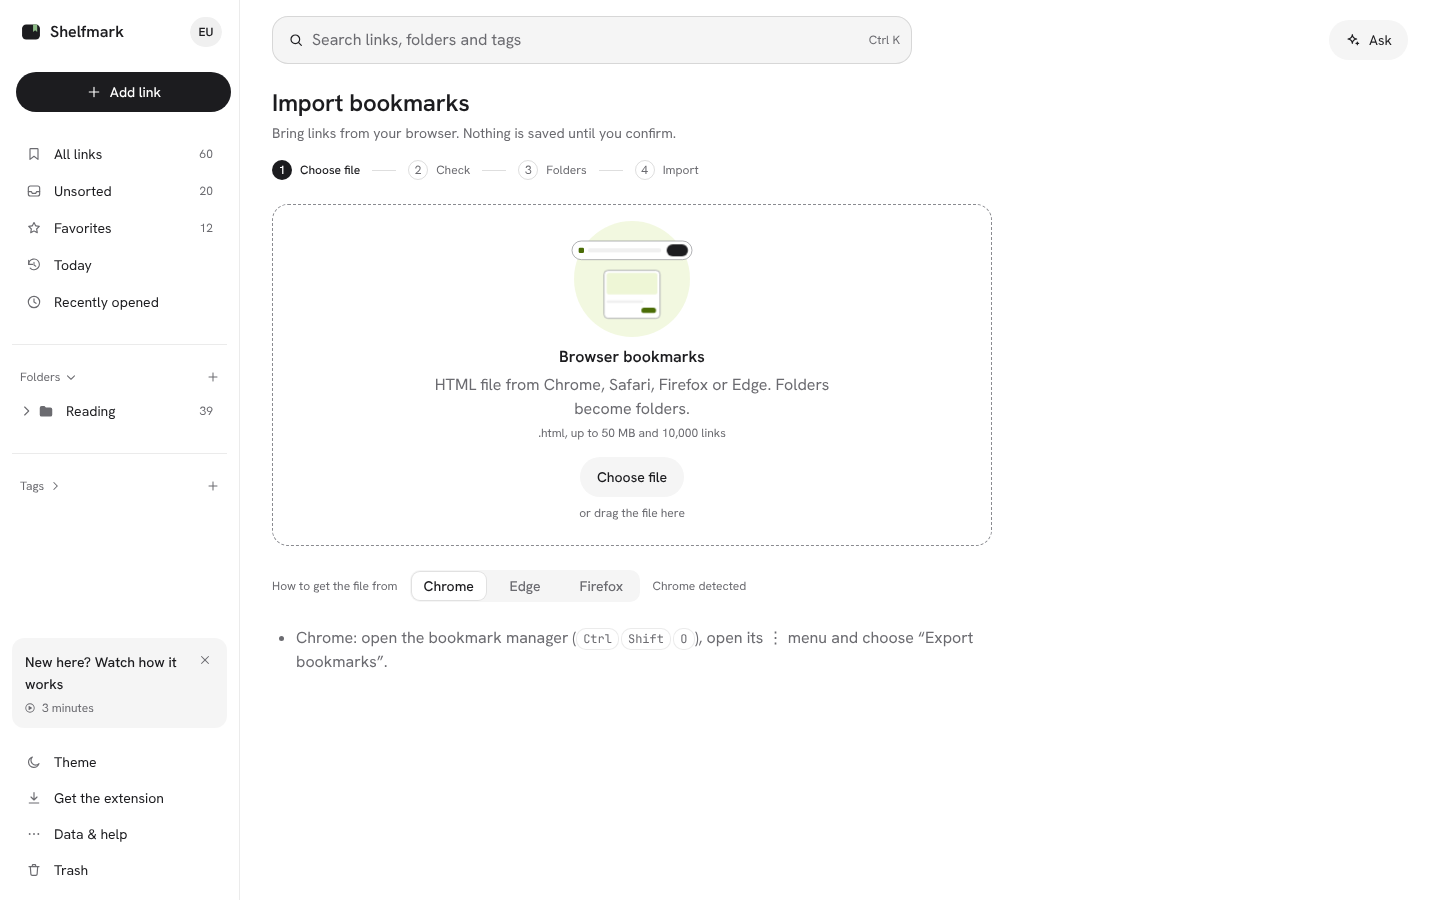 Shelfmark
EU
Add link
All links 60
Unsorted 20
Favorites 12
Today
Recently opened
Folders
Reading 39
Tags
New here? Watch how it
works
3 minutes
Theme
Get the extension
Data & help
Trash
Search links, folders and tags Ctrl K
Ask
Import bookmarks
Bring links from your browser. Nothing is saved until you confirm.
1 Choose file 2 Check 3 Folders 4 Import
Browser bookmarks
HTML file from Chrome, Safari, Firefox or Edge. Folders
become folders.
.html, up to 50 MB and 10,000 links
Choose file
or drag the file here
How to get the file from Chrome Edge Firefox Chrome detected
• Chrome: open the bookmark manager (Ctrl Shift O), open its ⋮ menu and choose “Export
bookmarks”.